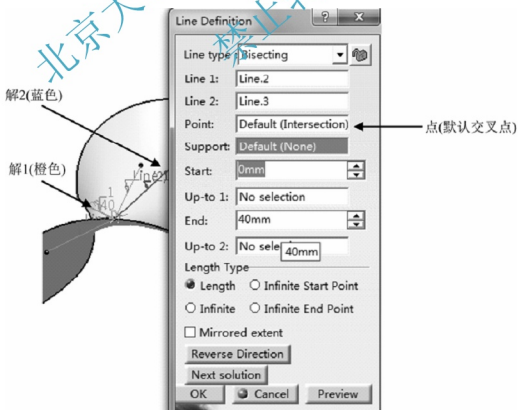 北京大
禁止
Line Definition
Line type: Bisecting
Line 1: Line.2
Line 2: Line.3
Point: Default (Intersection)
Support: Default (None)
Start: 0mm
Up-to 1: No selection
End: 40mm
Up-to 2: No sele
40mm
Length Type
Length Infinite Start Point
Infinite Infinite End Point
Mirrored extent
Reverse Direction
Next solution
OK Cancel Preview
解2(蓝色)
解1(橙色)
点(默认交叉点)